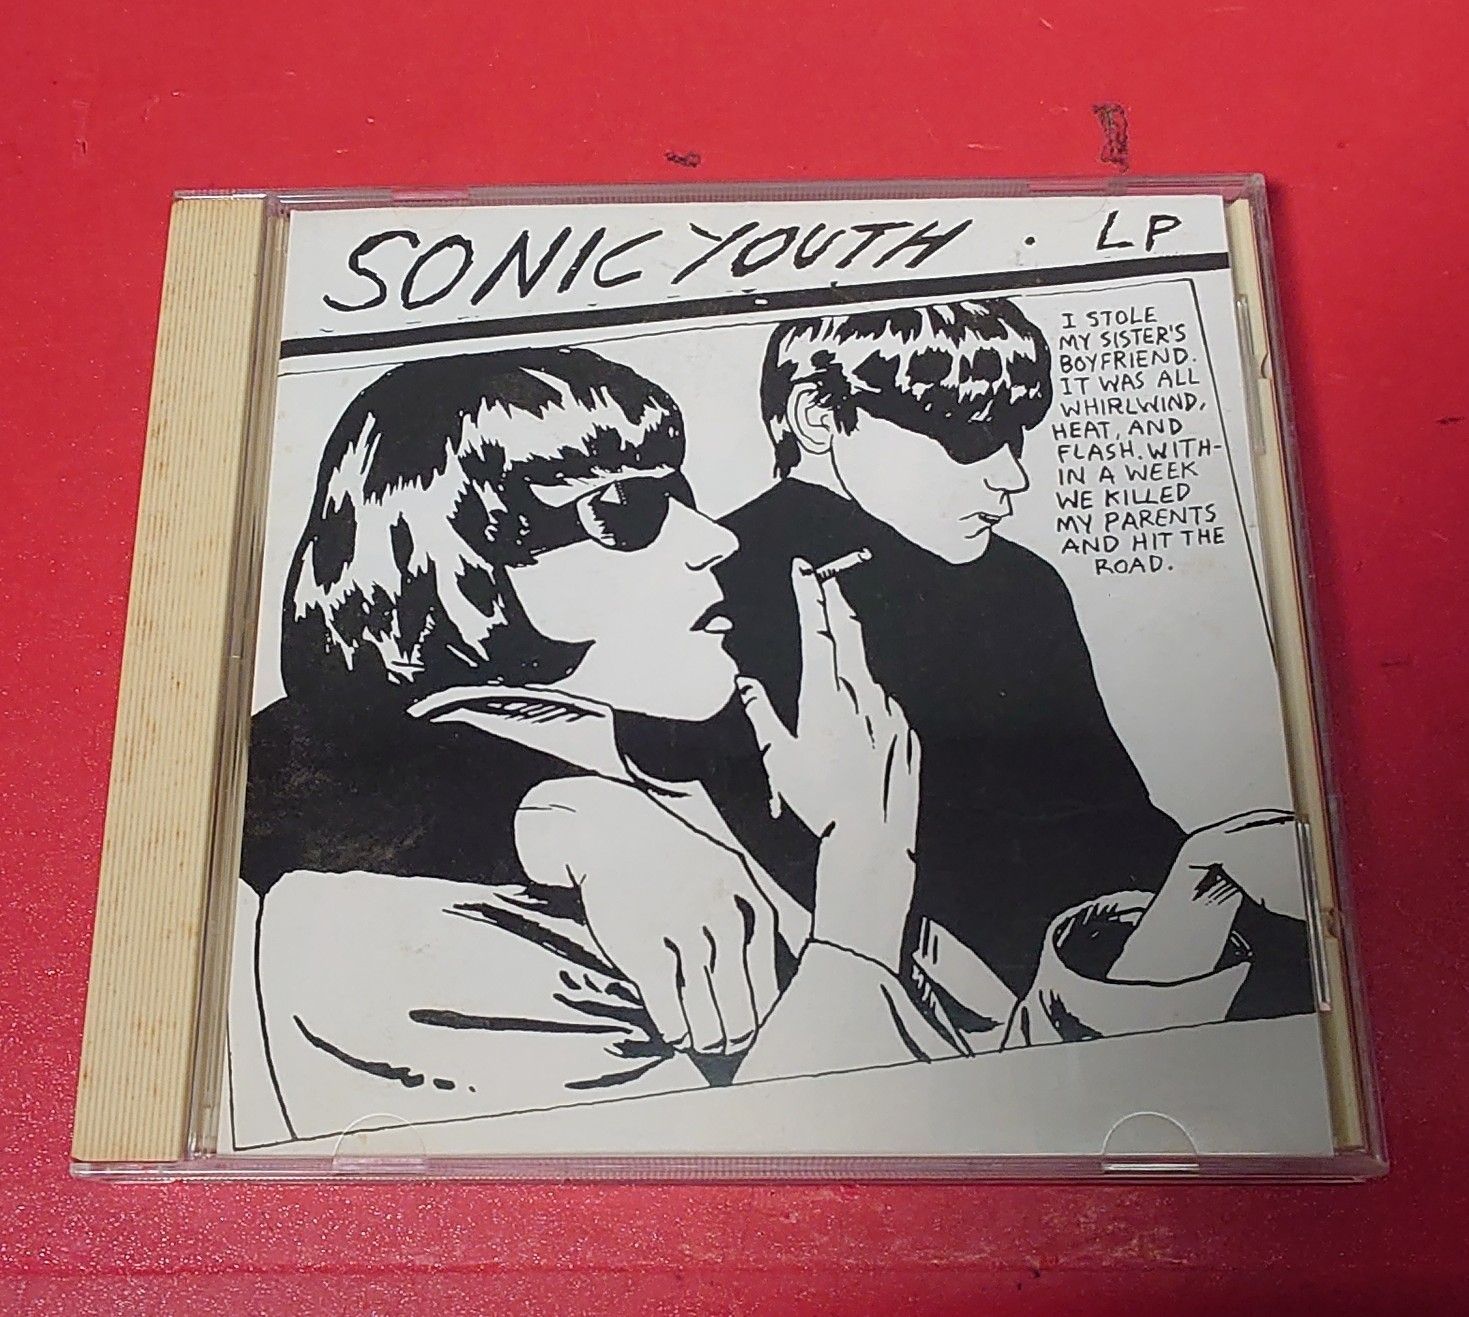 SONIC YOUTH . LP
I STOLE
MY SISTER'S
BOYFRIEND.
IT WAS ALL
WHIRLWIND,
HEAT, AND
FLASH. WITH-
IN A WEEK
WE KILLED
MY PARENTS
AND HIT THE
ROAD.